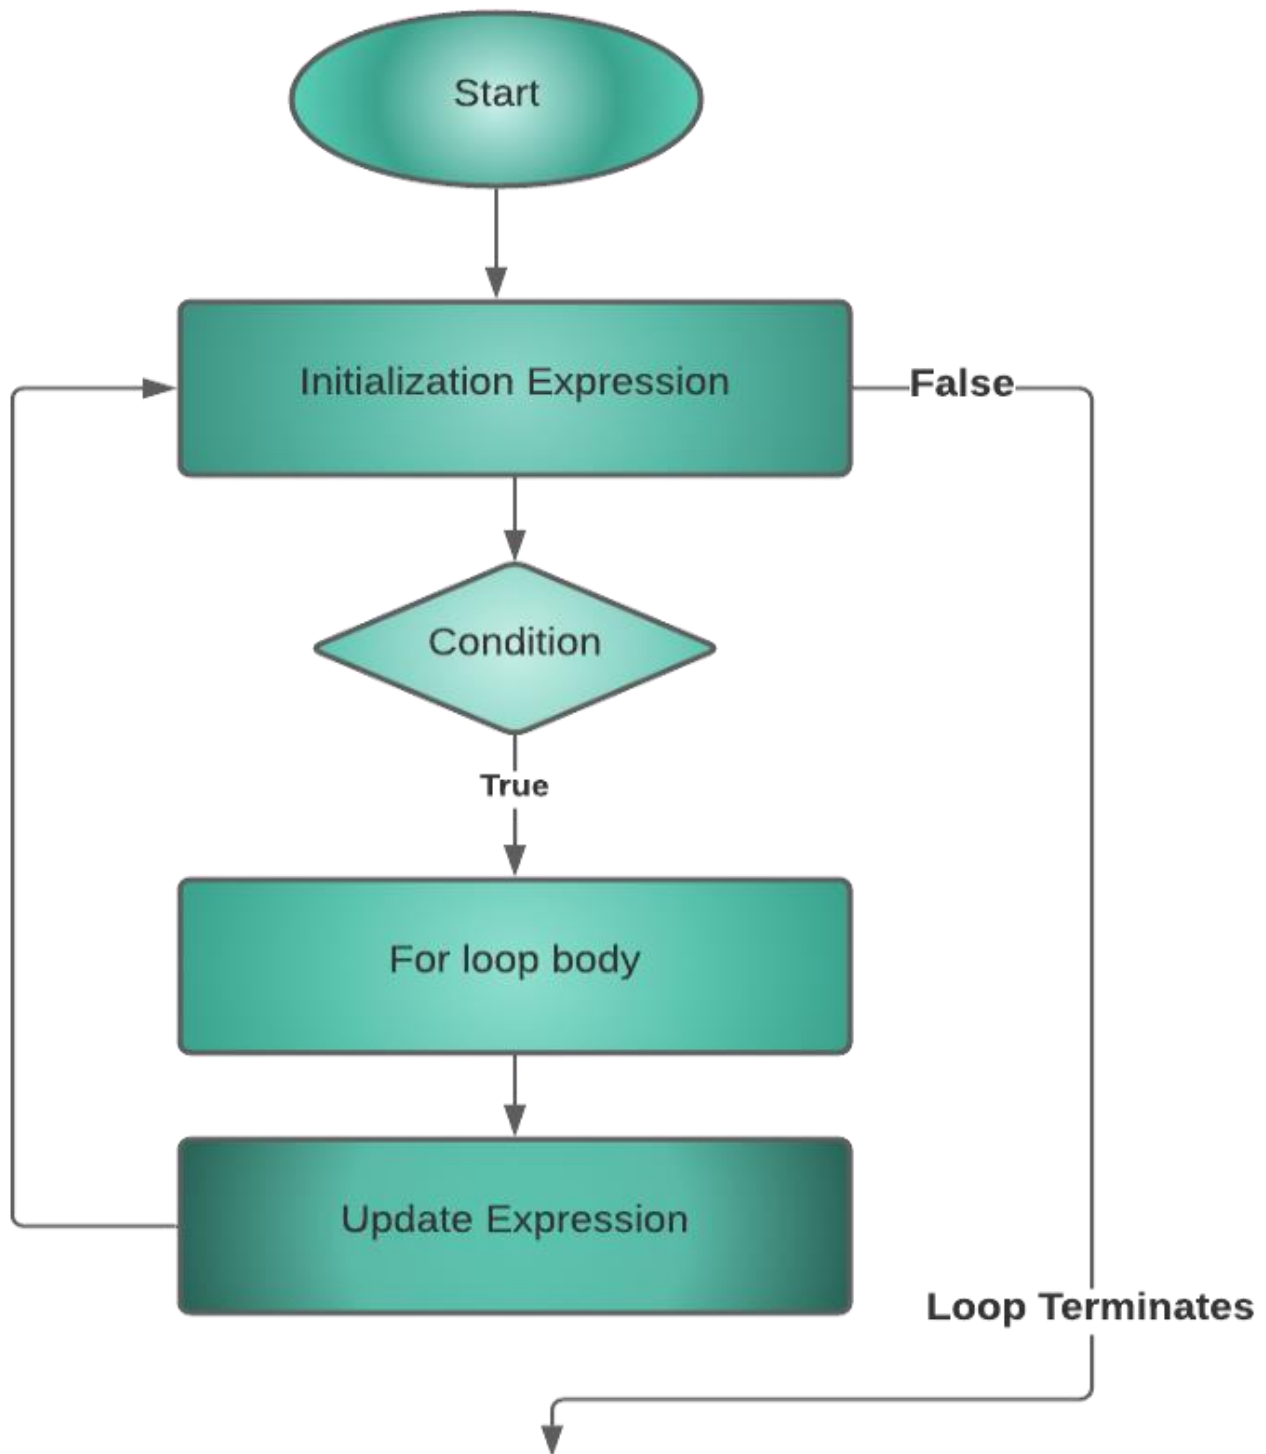 Start
Initialization Expression
False
Condition
True
For loop body
Update Expression
Loop Terminates